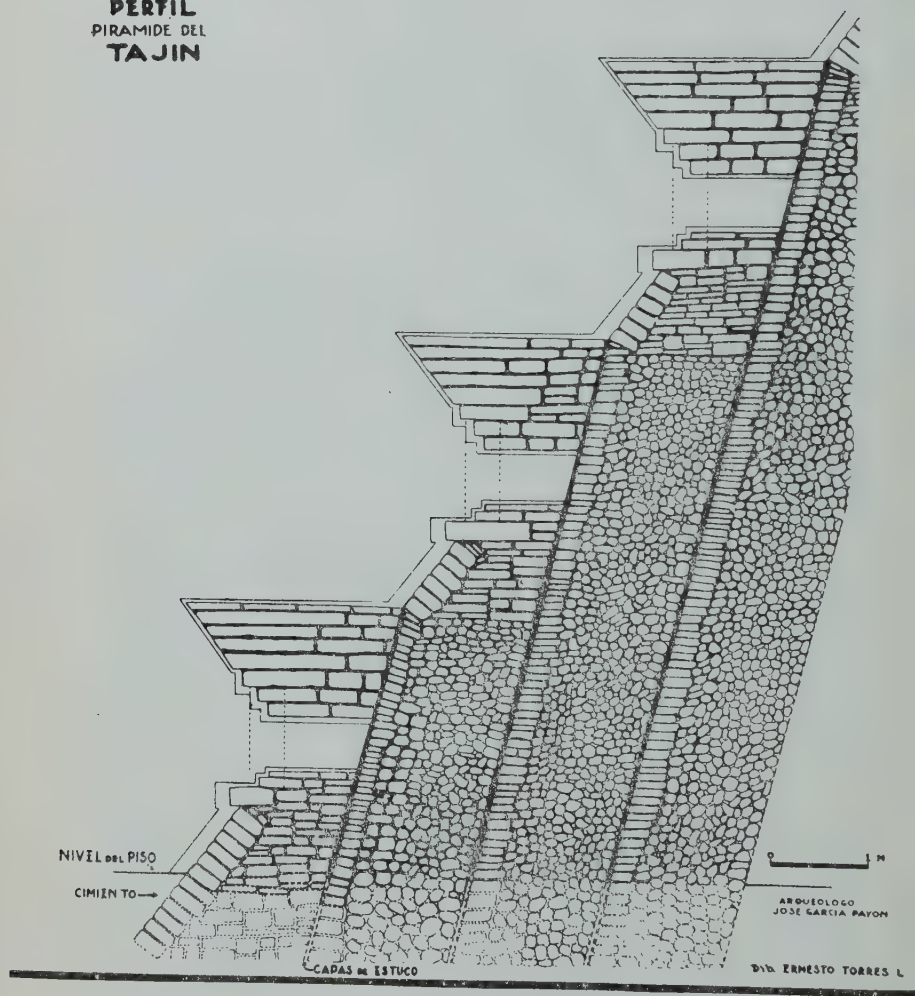 PERFIL
PIRAMIDE DEL
TAJIN
NIVEL DEL PISO
CIMIENTO
0 1 M
ARQUEOLOGO
JOSE GARCIA PAYON
CAPAS DE ESTUCO
Dib. ERNESTO TORRES L